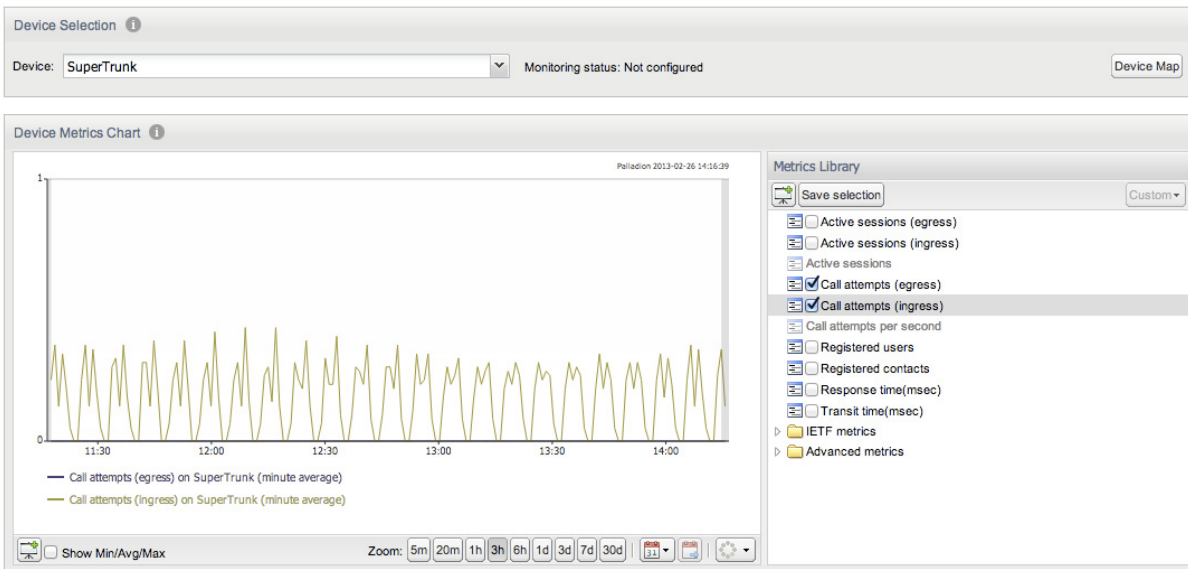 Device Selection
Device: SuperTrunk Monitoring status: Not configured Device Map
Device Metrics Chart
Palladion 2013-02-26 14:16:39
1
0
11:30 12:00 12:30 13:00 13:30 14:00
Call attempts (egress) on SuperTrunk (minute average)
Call attempts (ingress) on SuperTrunk (minute average)
Show Min/Avg/Max Zoom: 5m 20m 1h 3h 6h 1d 3d 7d 30d 31
Metrics Library
Save selection Custom
Active sessions (egress)
Active sessions (ingress)
Active sessions
Call attempts (egress)
Call attempts (ingress)
Call attempts per second
Registered users
Registered contacts
Response time(msec)
Transit time(msec)
IETF metrics
Advanced metrics